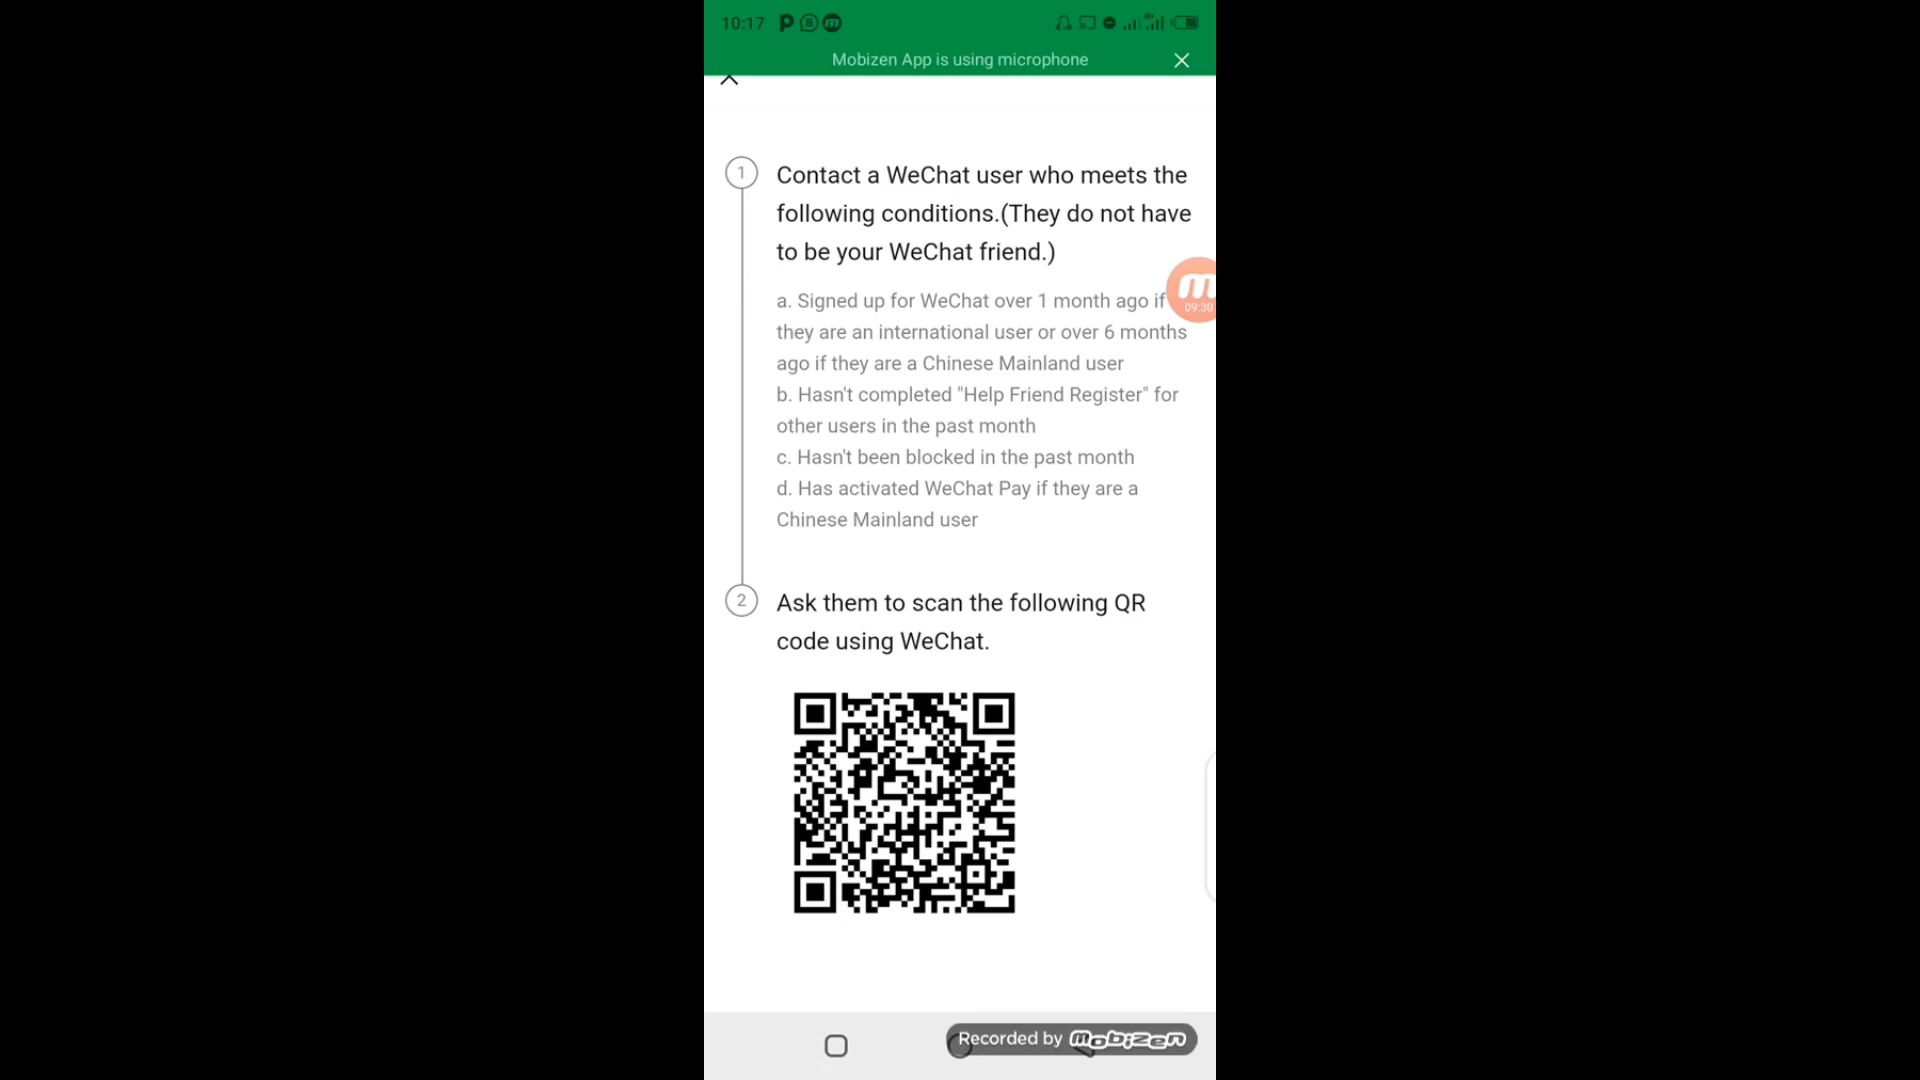 10:17
Mobizen App is using microphone
1
Contact a WeChat user who meets the
following conditions.(They do not have
to be your WeChat friend.)
09:30
a. Signed up for WeChat over 1 month ago if
they are an international user or over 6 months
ago if they are a Chinese Mainland user
b. Hasn't completed "Help Friend Register" for
other users in the past month
c. Hasn't been blocked in the past month
d. Has activated WeChat Pay if they are a
Chinese Mainland user
2
Ask them to scan the following QR
code using WeChat.
Recorded by mobizen